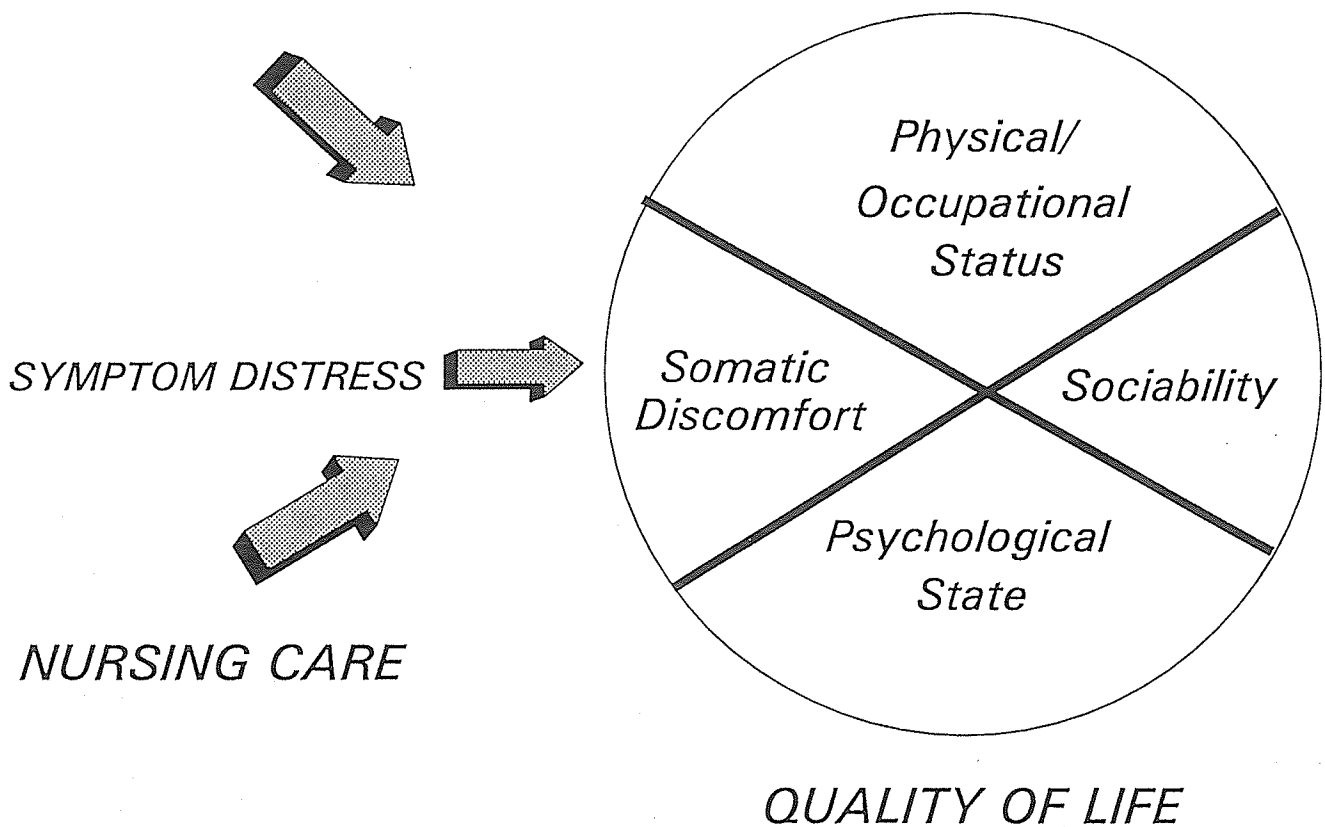 Physical/
Occupational
Status
SYMPTOM DISTRESS
Somatic
Discomfort
Sociability
Psychological
State
NURSING CARE
QUALITY OF LIFE